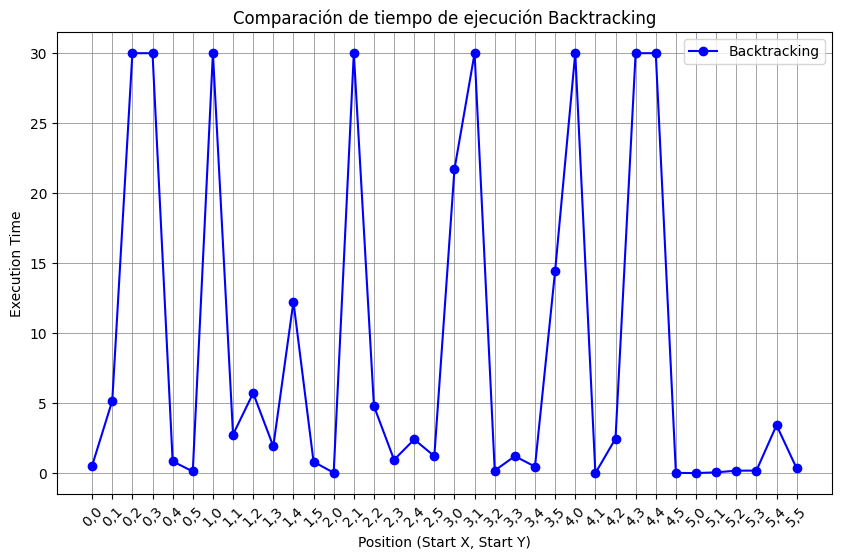 Comparación de tiempo de ejecución Backtracking
Backtracking
Execution Time
30
25
20
15
10
5
0
0,0 0,1 0,2 0,3 0,4 0,5 1,0 1,1 1,2 1,3 1,4 1,5 2,0 2,1 2,2 2,3 2,4 2,5 3,0 3,1 3,2 3,3 3,4 3,5 4,0 4,1 4,2 4,3 4,4 4,5 5,0 5,1 5,2 5,3 5,4 5,5
Position (Start X, Start Y)